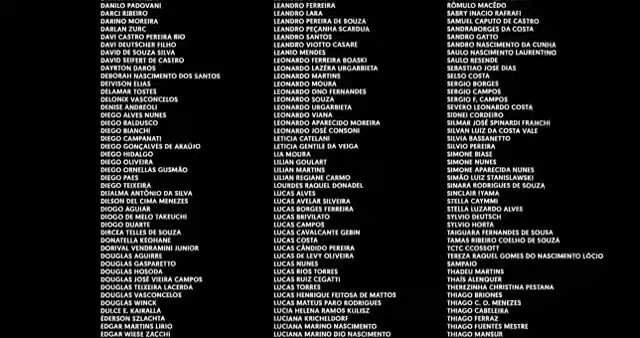 DANILO PADOVANI
DARCI RIBEIRO
DARINO MOREIRA
DARLAN ZURC
DAVI CASTRO PEREIRA RIO
DAVI DEUTSCHER FILHO
DAVID DE SOUZA SILVA
DAVID SEIFERT DE CASTRO
DAYRTON DAROS
DEBORAH NASCIMENTO DOS SANTOS
DEIVISON ELIAS
DELAMAR TOSTES
DELONIX VASCONCELOS
DENISE ANDREOLI
DIEGO ALVES NUNES
DIEGO BALDUSCO
DIEGO BIANCHI
DIEGO CAMPANATI
DIEGO GONÇALVES DE ARAÚJO
DIEGO HIDALGO
DIEGO OLIVEIRA
DIEGO ORNELLAS GUSMÃO
DIEGO PAES
DIEGO TEIXEIRA
DIJALMA ANTÔNIO DA SILVA
DILSON DEL CIMA MENEZES
DIOGO AGUIAR
DIOGO DE MELO TAKEUCHI
DIOGO DUARTE
DIRCEA TELLES DE SOUZA
DONATELLA KEOHANE
DORIVAL VENDRAMINI JUNIOR
DOUGLAS AGUIRRE
DOUGLAS GASPARETTO
DOUGLAS HOSODA
DOUGLAS JOSÉ VIEIRA CAMPOS
DOUGLAS TEIXEIRA LACERDA
DOUGLAS VASCONCELOS
DOUGLAS WINCK
DULCE E. KAIRALLA
ÉDERSON SZLACHTA
EDGAR MARTINS LIRIO
EDGAR WIESE ZACCHI
LEANDRO FERREIRA
LEANDRO LARA
LEANDRO PEREIRA DE SOUZA
LEANDRO PEÇANHA SCARDUA
LEANDRO SANTOS
LEANDRO VIOTTO CASARE
LEANIO MENDES
LEONARDO FERREIRA BOASKI
LEONARDO LAZÉRA URGARBIETA
LEONARDO MARTINS
LEONARDO MOURA
LEONARDO ONO FERNANDES
LEONARDO SOUZA
LEONARDO URGARBIETA
LEONARDO VIANA
LEONARDO APARECIDO MOREIRA
LEONARDO JOSÉ CONSONI
LETICIA CATELANI
LETICIA GENTILE DA VEIGA
LIA MOURA
LILIAN GOULART
LILIAN MARTINS
LILIAN REGIANE CARMO
LOURDES RAQUEL DONADEL
LUCAS ALVES
LUCAS AVELAR SILVEIRA
LUCAS BORGES FERREIRA
LUCAS BRIVILATO
LUCAS CAMPOS
LUCAS CAVALCANTE GEBIN
LUCAS COSTA
LUCAS CÂNDIDO PEREIRA
LUCAS DE LEVY OLIVEIRA
LUCAS NUNES
LUCAS RIOS TORRES
LUCAS RUIZ CEGATTI
LUCAS TORRES
LUCAS HENRIQUE FEITOSA DE MATTOS
LUCAS MATEUS PARO RODRIGUES
LUCIA HELENA RAMOS KULISZ
LUCIANA KRICHELDORF
LUCIANA MARINO NASCIMENTO
LUCIANA MARINO DIO NASCIMENTO
RÔMULO MACÊDO
SABRY INACIO RAFRAFI
SAMUEL CAPUTO DE CASTRO
SANDRABORGES DA COSTA
SANDRO GATTO
SANDRO NASCIMENTO DA CUNHA
SAULO NASCIMENTO LAURENTINO
SAULO RESENDE
SEBASTIAO JOSE DIAS
SELSO COSTA
SERGIO BORGES
SERGIO CAMPOS
SERGIO F. CAMPOS
SEVERO LEONARDO COSTA
SIDNEI CORDEIRO
SILMAR JOSÉ SPINARDI FRANCHI
SILVAN LUIZ DA COSTA VALE
SILVIA BASSANETTO
SILVIO PEREIRA
SIMONE BIASE
SIMONE NUNES
SIMONE APARECIDA NUNES
SIMÃO LUIZ STANISLAWSKI
SINARA RODRIGUES DE SOUZA
SINCLAIR IYAMA
STELLA CAYMMI
STELLA LUZARDO ALVES
SYLVIO DEUTSCH
SYLVIO HORTA
TAIGUARA FERNANDES DE SOUSA
TAMAS RIBEIRO COELHO DE SOUZA
TCTC CCOSSOTT
TEREZA RAQUEL GOMES DO NASCIMENTO LÓCIO
SAMPAIO
THADEU MARTINS
THAÍS ALENQUER
THEREZINHA CHRISTINA PESTANA
THIAGO BRIONES
THIAGO C. O. MENEZES
THIAGO CABELEIRA
THIAGO FERRAZ
THIAGO FUENTES MESTRE
THIAGO MANSUR